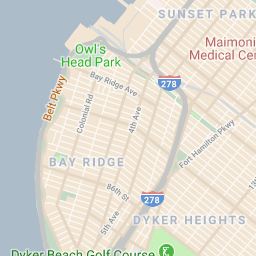 SUNSET PARK
Owl's
Head Park
Maimoni
Medical Cen
Bay Ridge Ave
278
Belt Pkwy
Colonial Rd
4th Ave
Fort Hamilton Pkwy
BAY RIDGE
86th St
278
5th Ave
DYKER HEIGHTS
Dyker Beach Golf Course